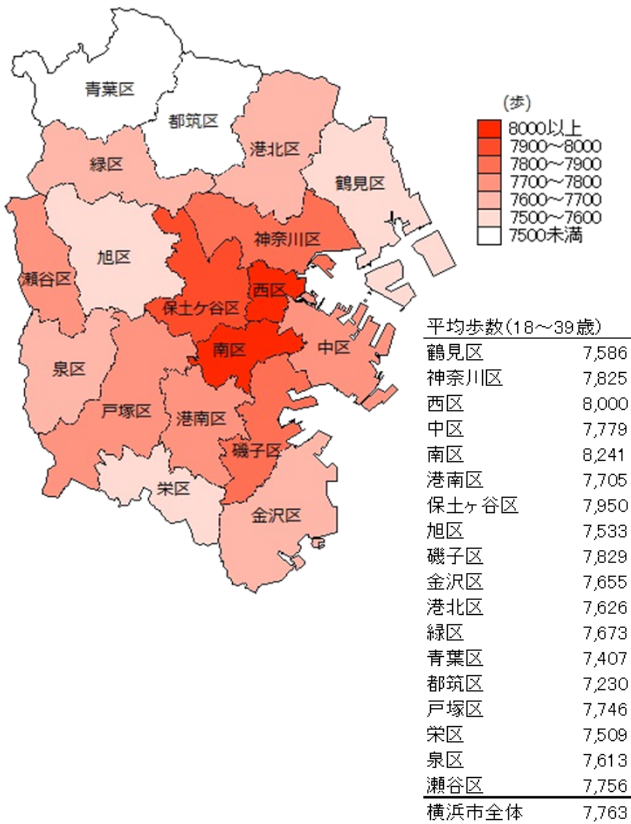 青葉区
都筑区
緑区
港北区
鶴見区
神奈川区
旭区
瀬谷区
西区
保土ケ谷区
南区
中区
泉区
戸塚区
港南区
磯子区
栄区
金沢区
(歩)
8000以上
7900～8000
7800～7900
7700～7800
7600～7700
7500～7600
7500未満
平均歩数(18～39歳)
鶴見区 7,586
神奈川区 7,825
西区 8,000
中区 7,779
南区 8,241
港南区 7,705
保土ヶ谷区 7,950
旭区 7,533
磯子区 7,829
金沢区 7,655
港北区 7,626
緑区 7,673
青葉区 7,407
都筑区 7,230
戸塚区 7,746
栄区 7,509
泉区 7,613
瀬谷区 7,756
横浜市全体 7,763